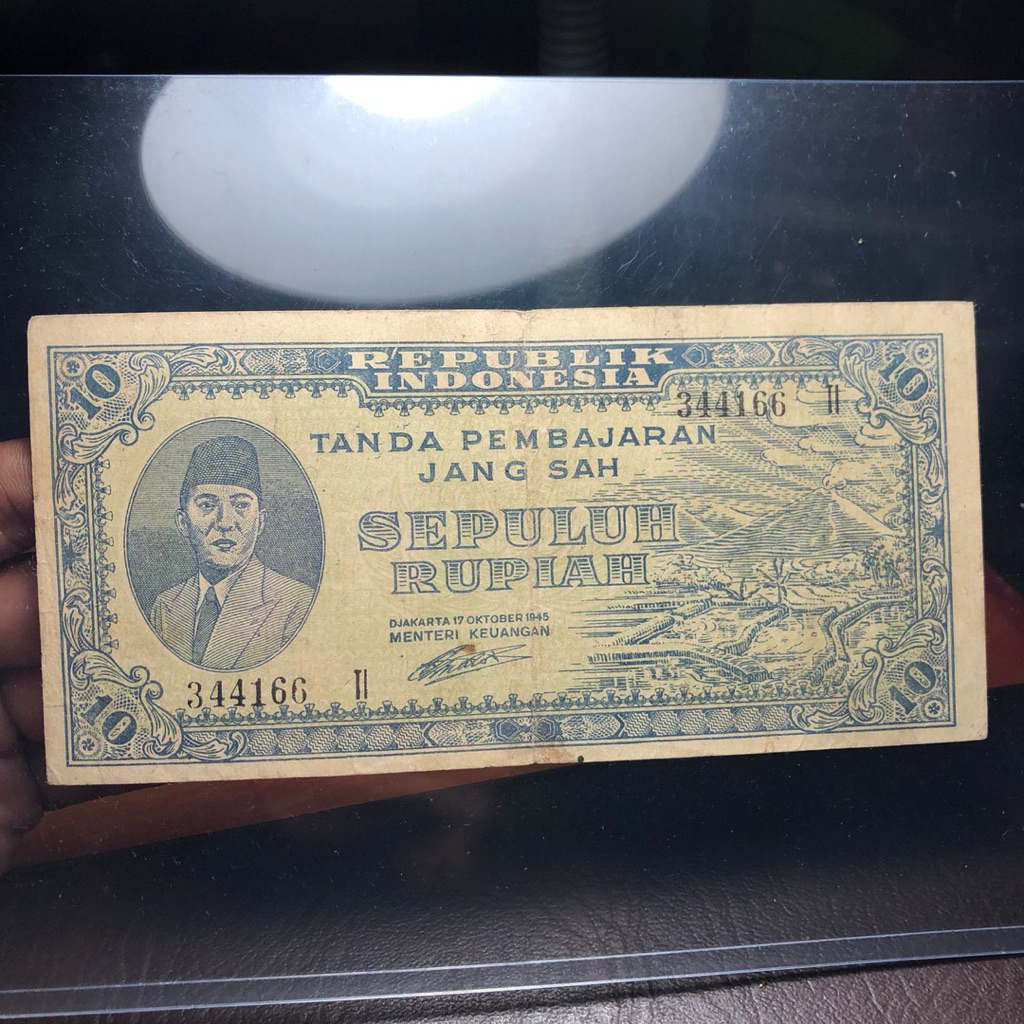 10
REPUBLIK
INDONESIA
10
344166 II
TANDA PEMBAJARAN
JANG SAH
SEPULUH
RUPIAH
DJAKARTA 17 OKTOBER 1945
MENTERI KEUANGAN
344166 II
10
10